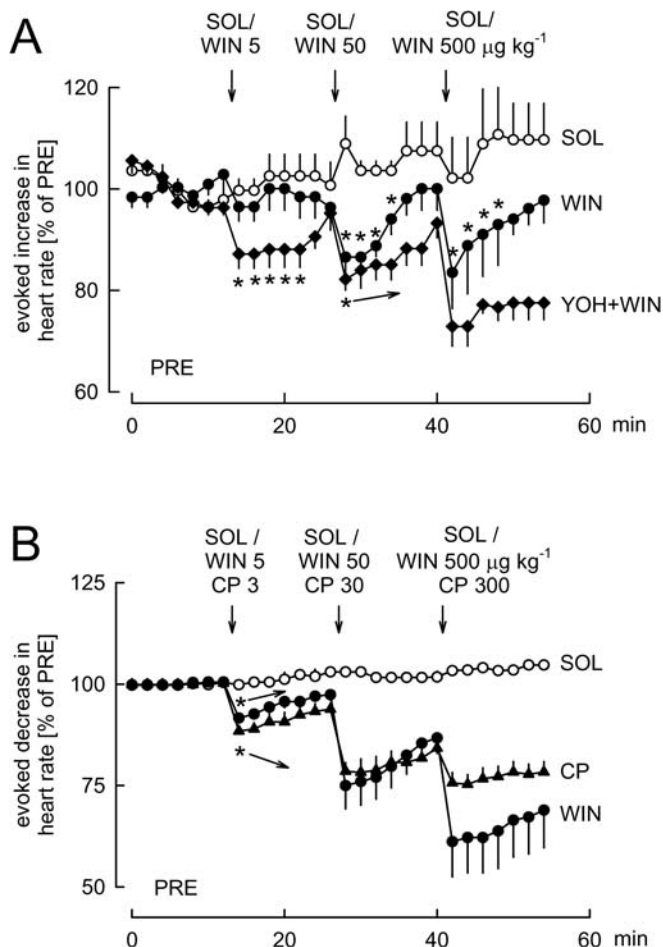 A
SOL/ SOL/ SOL/
WIN 5 WIN 50 WIN 500 µg kg⁻¹
120
100
80
60
evoked increase in
heart rate [% of PRE]
SOL
WIN
YOH+WIN
* * * * *
* * * *
*
* * * *
PRE
0 20 40 60
min
B
SOL / SOL / SOL /
WIN 5 WIN 50 WIN 500 µg kg⁻¹
CP 3 CP 30 CP 300
125
100
75
50
evoked decrease in
heart rate [% of PRE]
SOL
CP
WIN
*
*
PRE
0 20 40 60
min